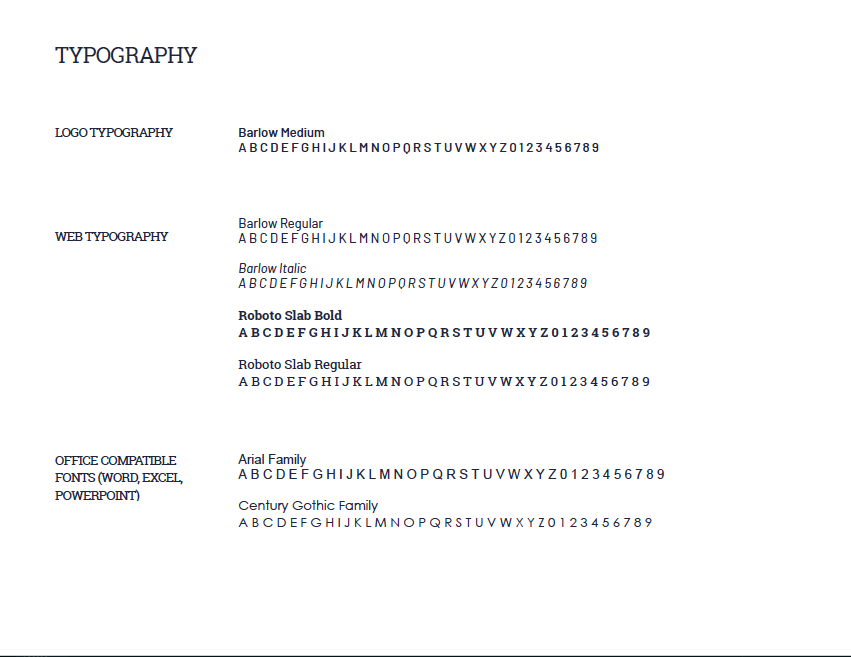 TYPOGRAPHY
LOGO TYPOGRAPHY
Barlow Medium
A B C D E F G H I J K L M N O P Q R S T U V W X Y Z 0 1 2 3 4 5 6 7 8 9
WEB TYPOGRAPHY
Barlow Regular
A B C D E F G H I J K L M N O P Q R S T U V W X Y Z 0 1 2 3 4 5 6 7 8 9
Barlow Italic
A B C D E F G H I J K L M N O P Q R S T U V W X Y Z 0 1 2 3 4 5 6 7 8 9
Roboto Slab Bold
A B C D E F G H I J K L M N O P Q R S T U V W X Y Z 0 1 2 3 4 5 6 7 8 9
Roboto Slab Regular
A B C D E F G H I J K L M N O P Q R S T U V W X Y Z 0 1 2 3 4 5 6 7 8 9
OFFICE COMPATIBLE
FONTS (WORD, EXCEL,
POWERPOINT)
Arial Family
A B C D E F G H I J K L M N O P Q R S T U V W X Y Z 0 1 2 3 4 5 6 7 8 9
Century Gothic Family
A B C D E F G H I J K L M N O P Q R S T U V W X Y Z 0 1 2 3 4 5 6 7 8 9